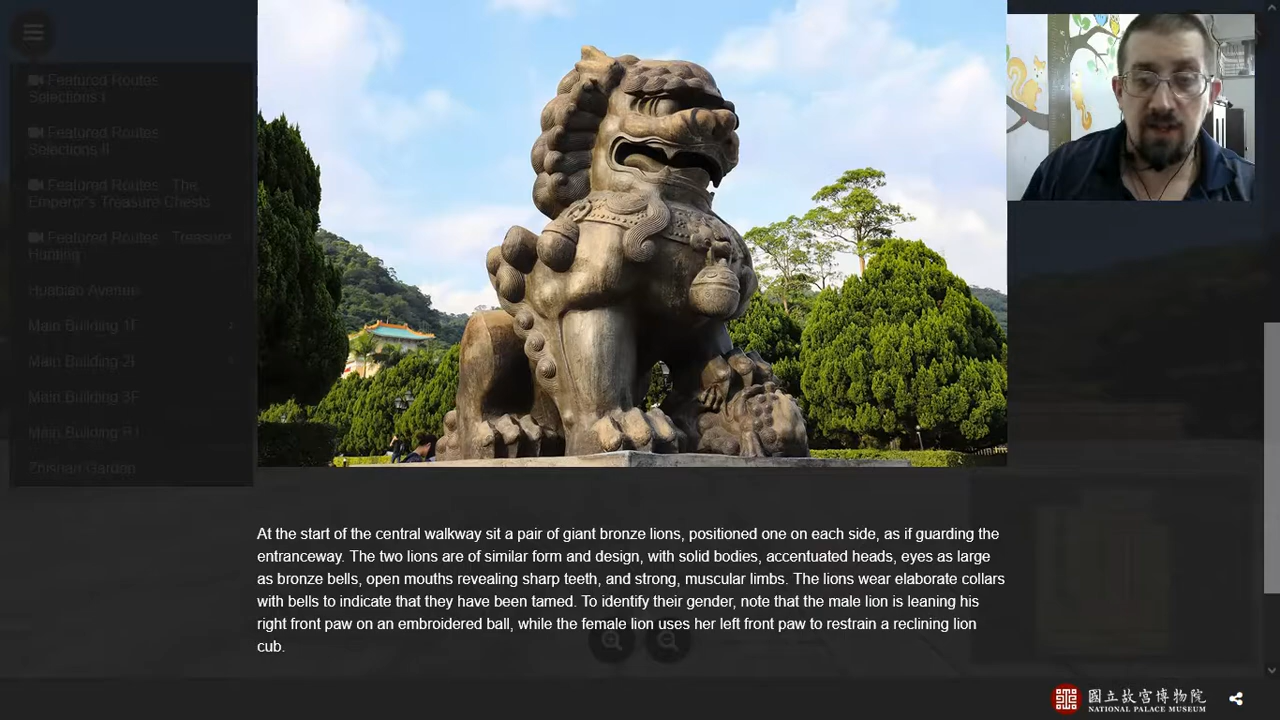 Featured Routes
Selections I
Featured Routes
Selections II
Featured Routes The
Emperor's Treasure Chests
Featured Routes Treasure
Hunting
Huabiao Avenue
Main Building 1F
Main Building 2F
Main Building 3F
Main Building B1
Zhishan Garden
At the start of the central walkway sit a pair of giant bronze lions, positioned one on each side, as if guarding the
entranceway. The two lions are of similar form and design, with solid bodies, accentuated heads, eyes as large
as bronze bells, open mouths revealing sharp teeth, and strong, muscular limbs. The lions wear elaborate collars
with bells to indicate that they have been tamed. To identify their gender, note that the male lion is leaning his
right front paw on an embroidered ball, while the female lion uses her left front paw to restrain a reclining lion
cub.
國立故宮博物院
NATIONAL PALACE MUSEUM